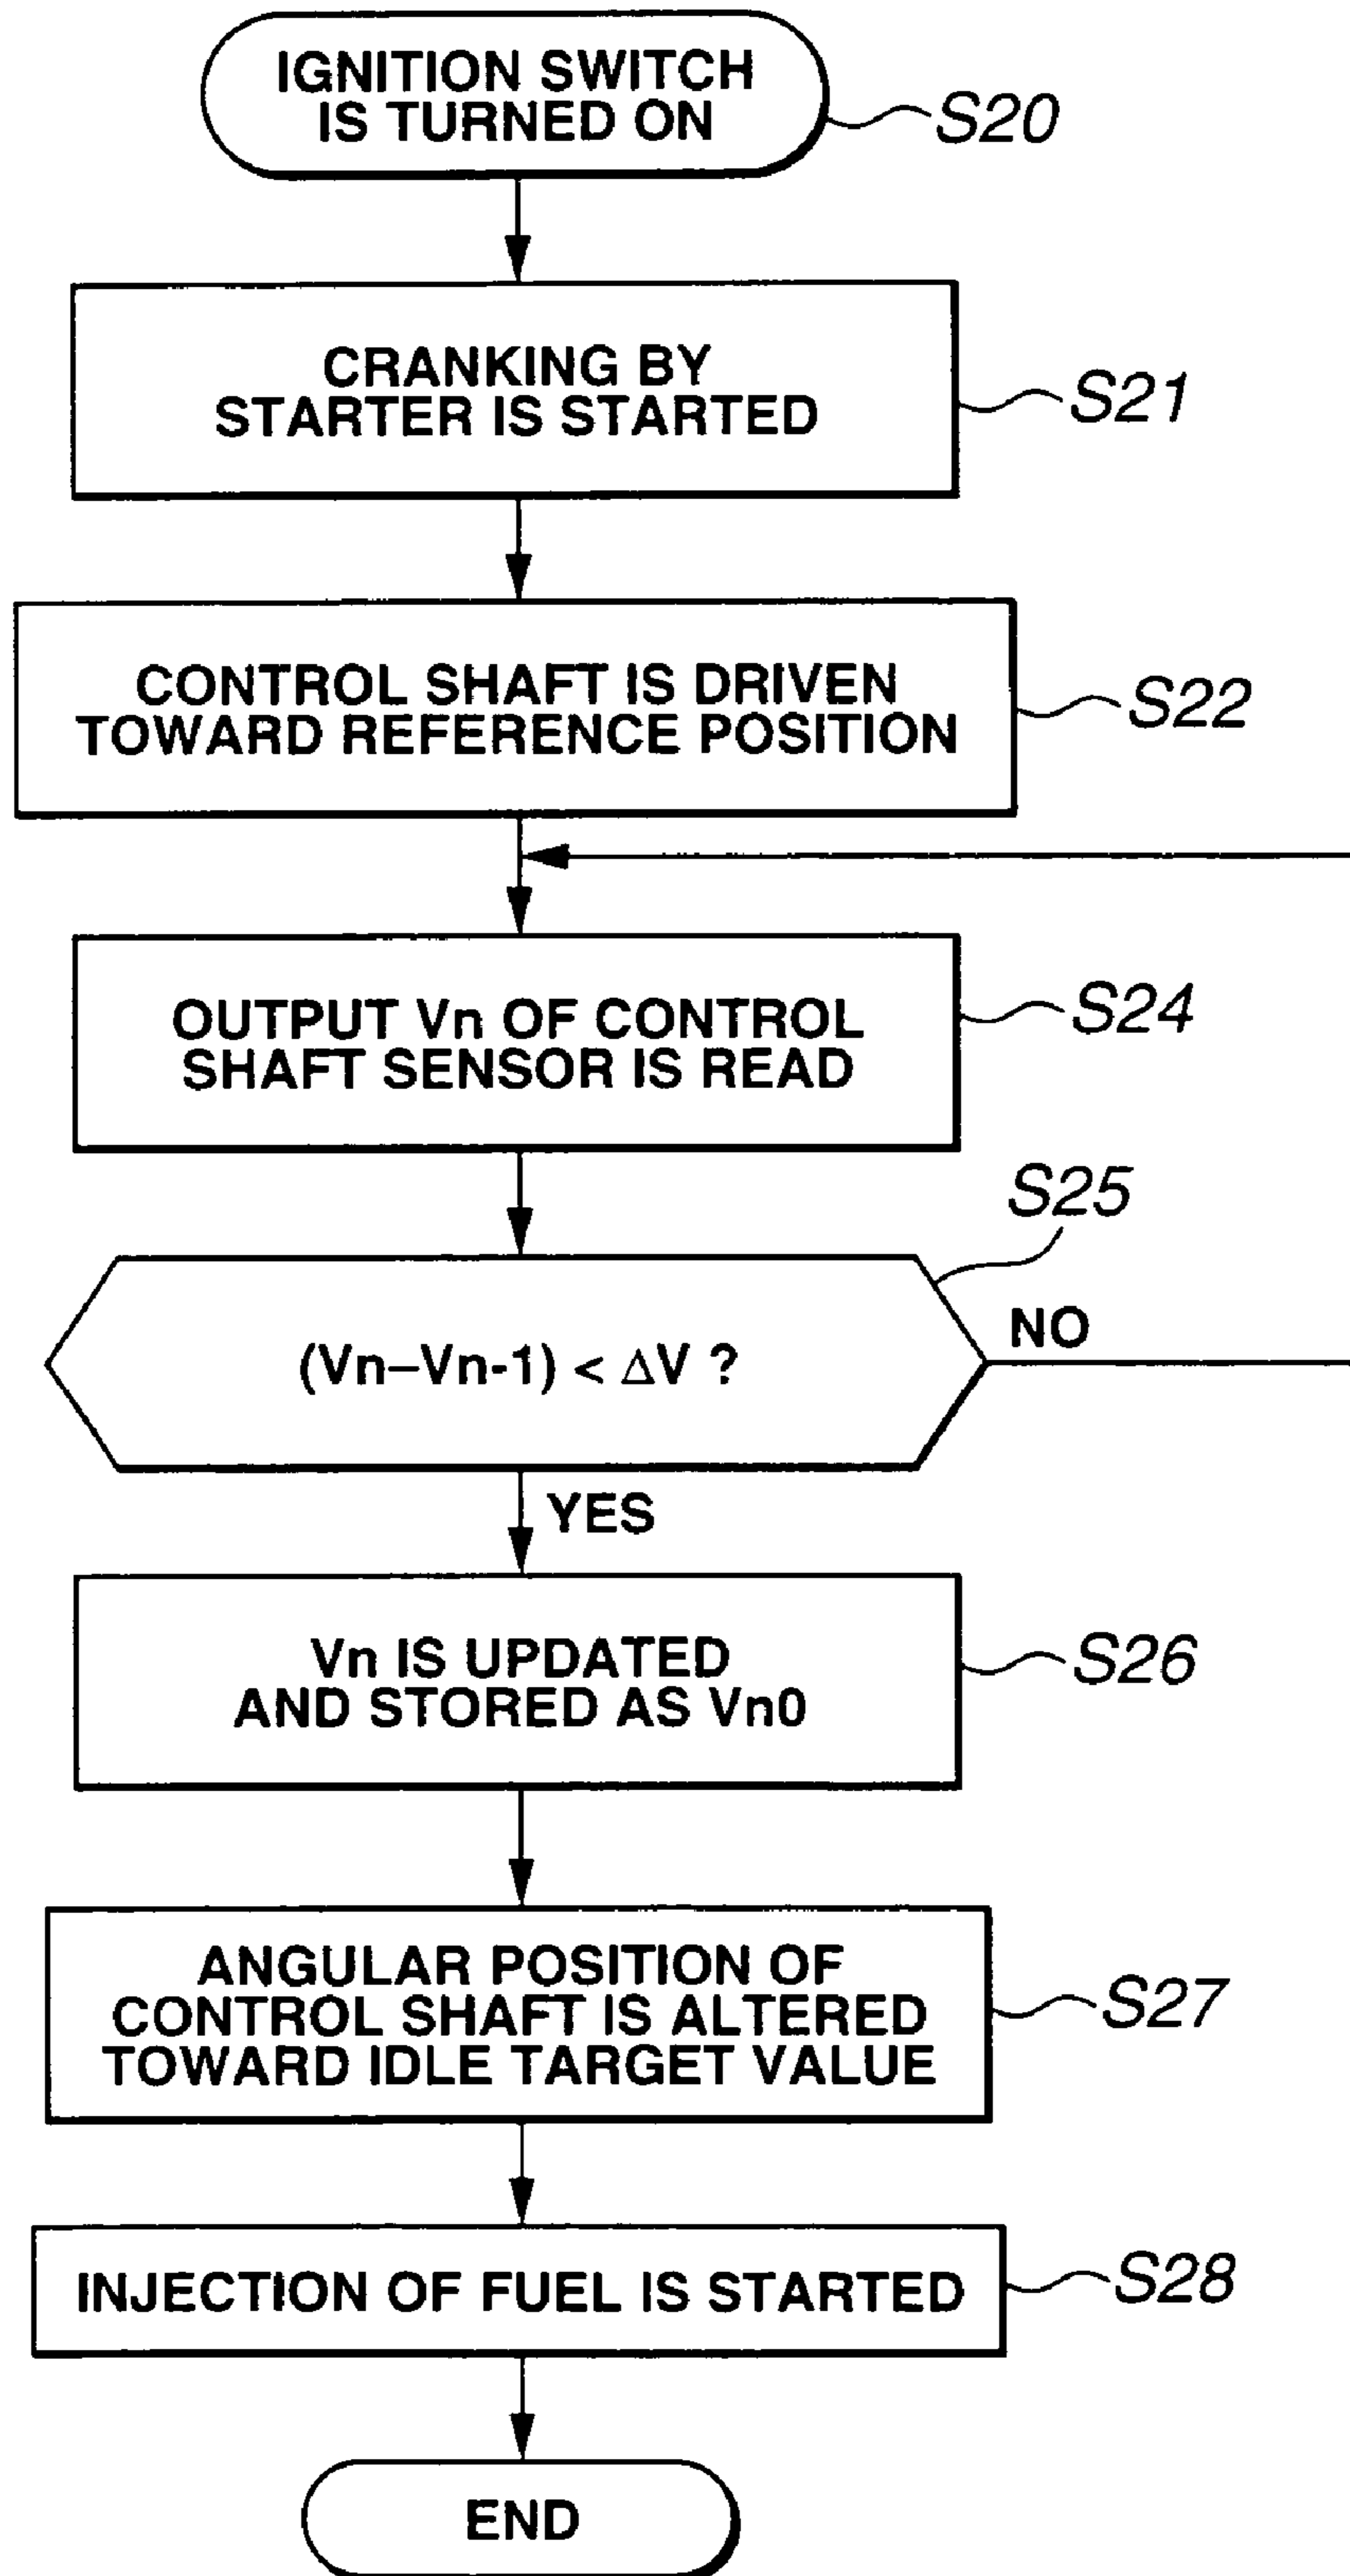 IGNITION SWITCH
IS TURNED ON
S20
CRANKING BY
STARTER IS STARTED
S21
CONTROL SHAFT IS DRIVEN
TOWARD REFERENCE POSITION
S22
OUTPUT Vn OF CONTROL
SHAFT SENSOR IS READ
S24
S25
(Vn–Vn-1) < ΔV ?
NO
YES
Vn IS UPDATED
AND STORED AS Vn0
S26
ANGULAR POSITION OF
CONTROL SHAFT IS ALTERED
TOWARD IDLE TARGET VALUE
S27
INJECTION OF FUEL IS STARTED
S28
END